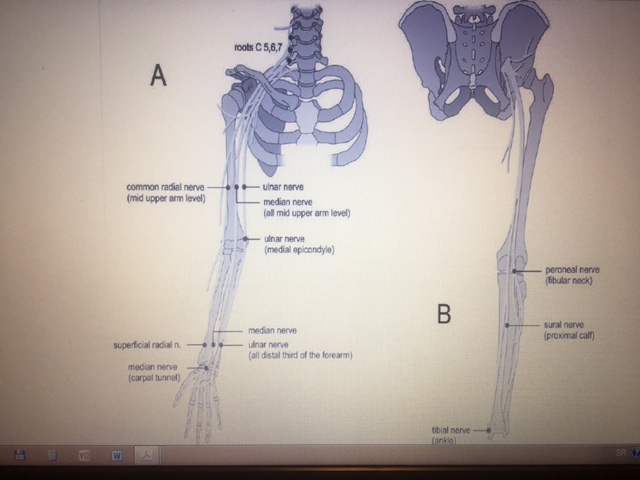 roots C 5,6,7
A
common radial nerve
(mid upper arm level)
ulnar nerve
median nerve
(all mid upper arm level)
ulnar nerve
(medial epicondyle)
median nerve
superficial radial n.
ulnar nerve
(all distal third of the forearm)
median nerve
(carpal tunnel)
B
peroneal nerve
(fibular neck)
sural nerve
(proximal calf)
tibial nerve
(ankle)
W
SR